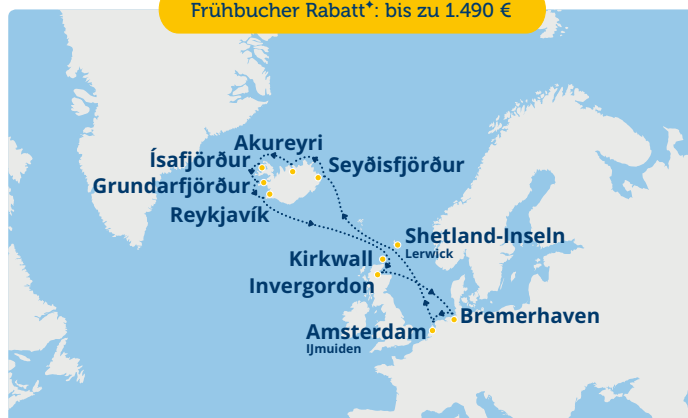 Frühbucher Rabatt✦: bis zu 1.490 €
Akureyri
Ísafjörður
Seyðisfjörður
Grundarfjörður
Reykjavík
Shetland-Inseln
Lerwick
Kirkwall
Invergordon
Bremerhaven
Amsterdam
IJmuiden